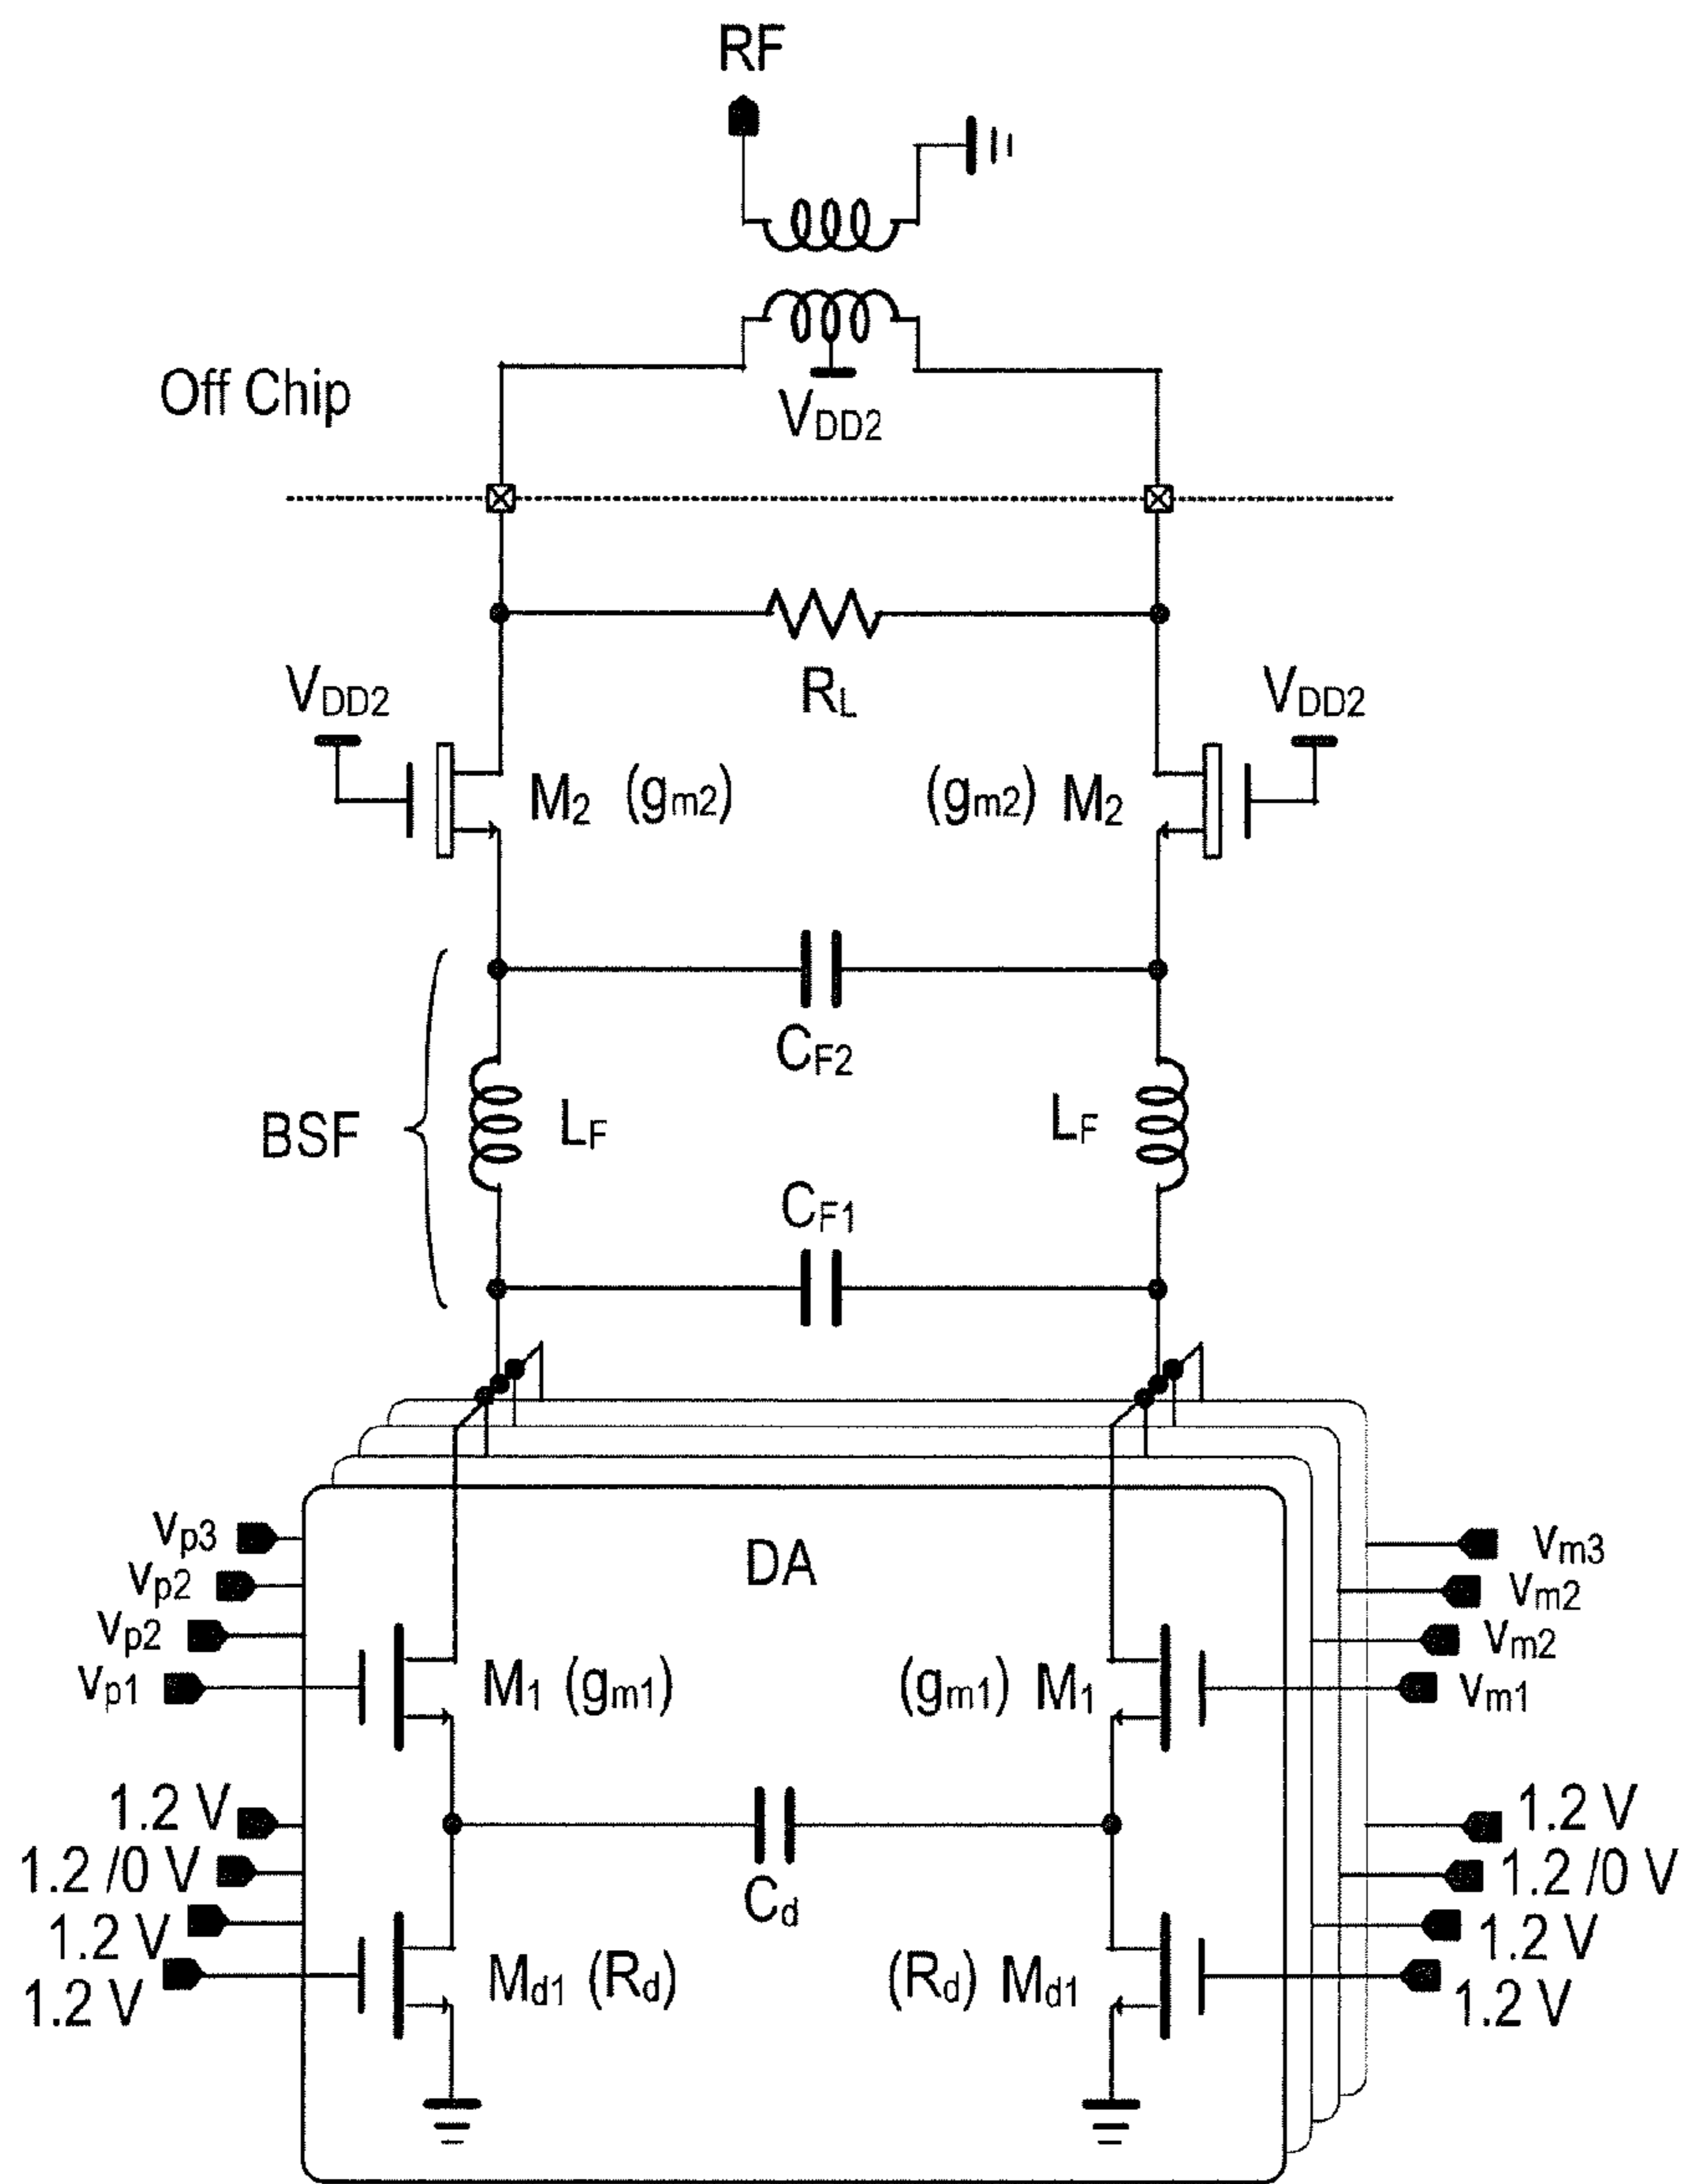 RF
Off Chip
VDD2
RL
VDD2
VDD2
M2 (gm2)
(gm2) M2
CF2
BSF
LF
LF
CF1
DA
vp3
vp2
vp2
vp1
vm3
vm2
vm2
vm1
M1 (gm1)
(gm1) M1
1.2 V
1.2 /0 V
1.2 V
1.2 V
1.2 V
1.2 /0 V
1.2 V
1.2 V
Cd
Md1 (Rd)
(Rd) Md1